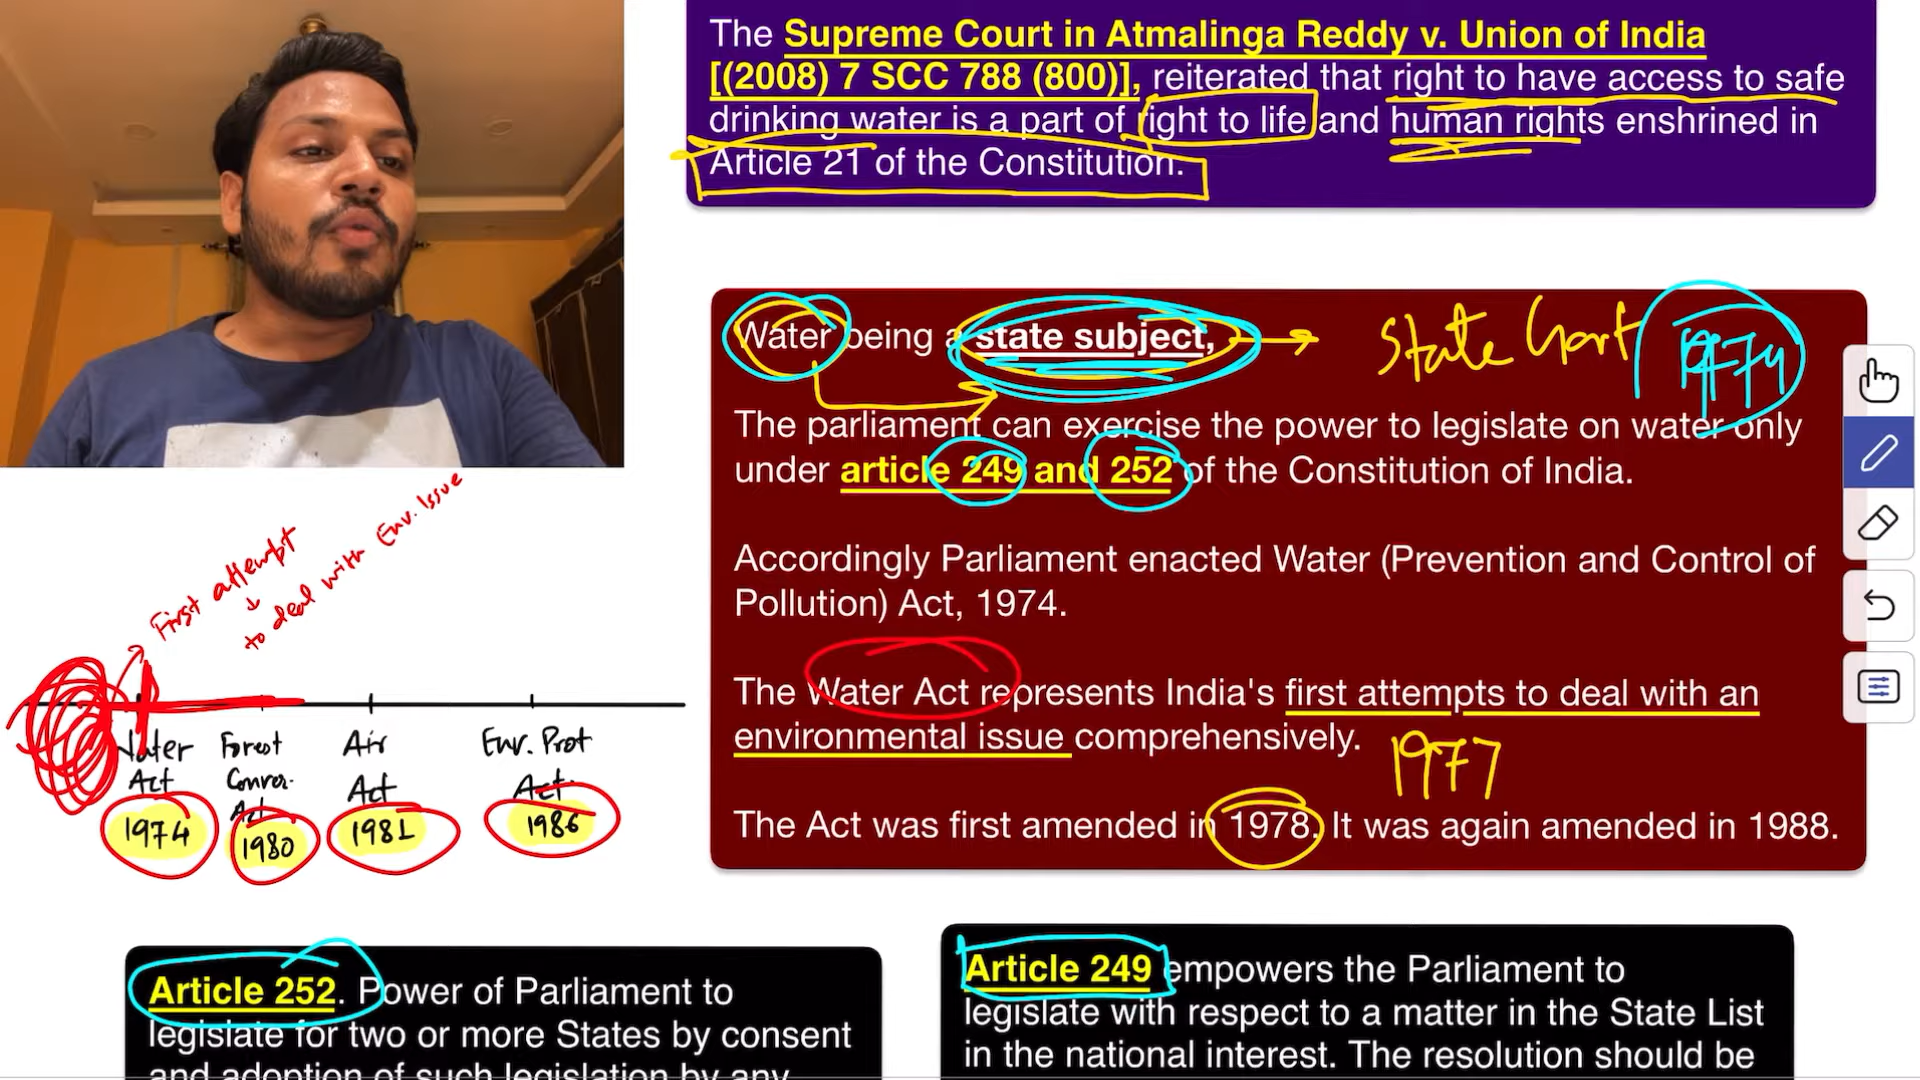 The Supreme Court in Atmalinga Reddy v. Union of India
[(2008) 7 SCC 788 (800)], reiterated that right to have access to safe
drinking water is a part of right to life and human rights enshrined in
Article 21 of the Constitution.
Water being a state subject,
State Govt
1974
The parliament can exercise the power to legislate on water only
under article 249 and 252 of the Constitution of India.
Accordingly Parliament enacted Water (Prevention and Control of
Pollution) Act, 1974.
The Water Act represents India's first attempts to deal with an
environmental issue comprehensively.
1977
The Act was first amended in 1978. It was again amended in 1988.
First attempt
to deal with Env. Issue
Water
Act
1974
Forest
Conver.
Act
1980
Air
Act
1981
Env. Prot
Act.
1986
Article 252. Power of Parliament to
legislate for two or more States by consent
and adoption of such legislation by any
Article 249 empowers the Parliament to
legislate with respect to a matter in the State List
in the national interest. The resolution should be